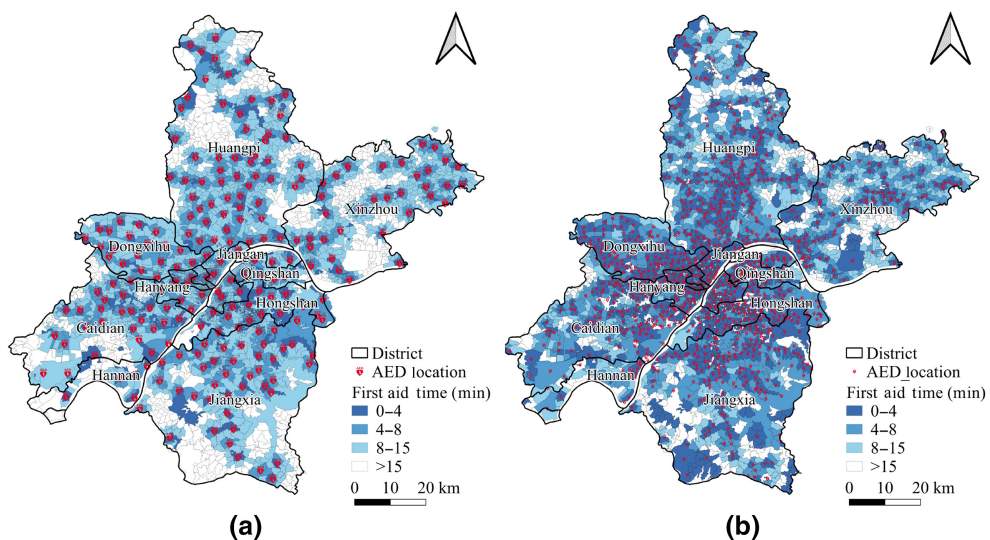 Huangpi
Xinzhou
Dongxihu
Jiangan
Qingshan
Hanyang
Hongshan
Caidian
Hannan
Jiangxia
District
AED location
First aid time (min)
0–4
4–8
8–15
>15
0 10 20 km
(a)
Huangpi
Xinzhou
Dongxihu
Jiangan
Qingshan
Hanyang
Hongshan
Caidian
Hannan
Jiangxia
District
AED_location
First aid time (min)
0–4
4–8
8–15
>15
0 10 20 km
(b)